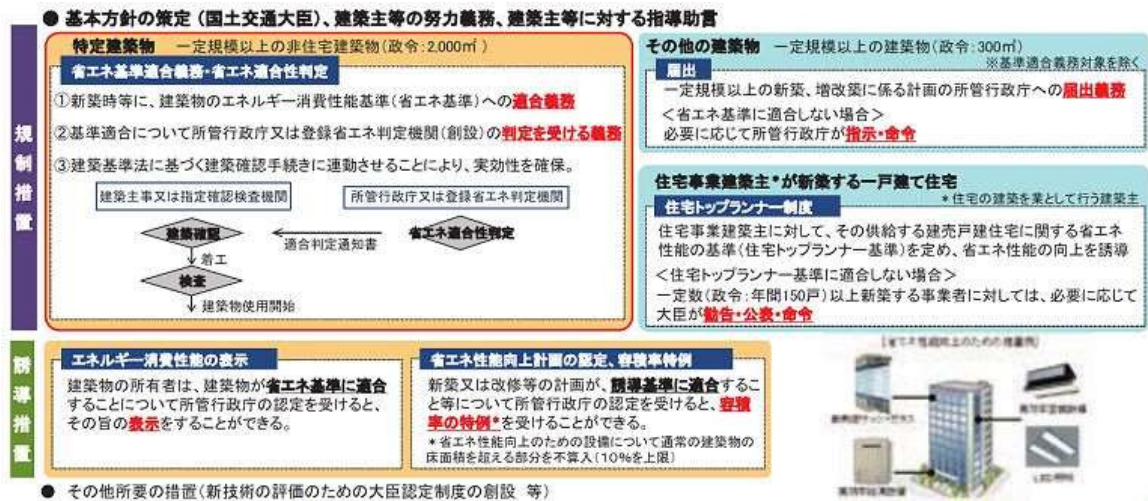 ● 基本方針の策定（国土交通大臣）、建築主等の努力義務、建築主等に対する指導助言
規制措置
特定建築物　一定規模以上の非住宅建築物（政令：2,000㎡）
省エネ基準適合義務・省エネ適合性判定
①新築時等に、建築物のエネルギー消費性能基準（省エネ基準）への適合義務
②基準適合について所管行政庁又は登録省エネ判定機関（創設）の判定を受ける義務
③建築基準法に基づく建築確認手続きに連動させることにより、実効性を確保。
建築主事又は指定確認検査機関
所管行政庁又は登録省エネ判定機関
建築確認
適合判定通知書
省エネ適合性判定
着工
検査
建築物使用開始
その他の建築物　一定規模以上の建築物（政令：300㎡）
※基準適合義務対象を除く
届出
一定規模以上の新築、増改築に係る計画の所管行政庁への届出義務
＜省エネ基準に適合しない場合＞
必要に応じて所管行政庁が指示・命令
住宅事業建築主*が新築する一戸建て住宅
*住宅の建築を業として行う建築主
住宅トップランナー制度
住宅事業建築主に対して、その供給する建売戸建住宅に関する省エネ
性能の基準（住宅トップランナー基準）を定め、省エネ性能の向上を誘導
＜住宅トップランナー基準に適合しない場合＞
一定数（政令：年間150戸）以上新築する事業者に対しては、必要に応じて
大臣が勧告・公表・命令
誘導措置
エネルギー消費性能の表示
建築物の所有者は、建築物が省エネ基準に適合
することについて所管行政庁の認定を受けると、
その旨の表示をすることができる。
省エネ性能向上計画の認定、容積率特例
新築又は改修等の計画が、誘導基準に適合するこ
と等について所管行政庁の認定を受けると、容積
率の特例*を受けることができる。
*省エネ性能向上のための設備について通常の建築物の
床面積を超える部分を不算入（10％を上限）
［省エネ性能向上のための措置例］
LED照明
● その他所要の措置（新技術の評価のための大臣認定制度の創設　等）